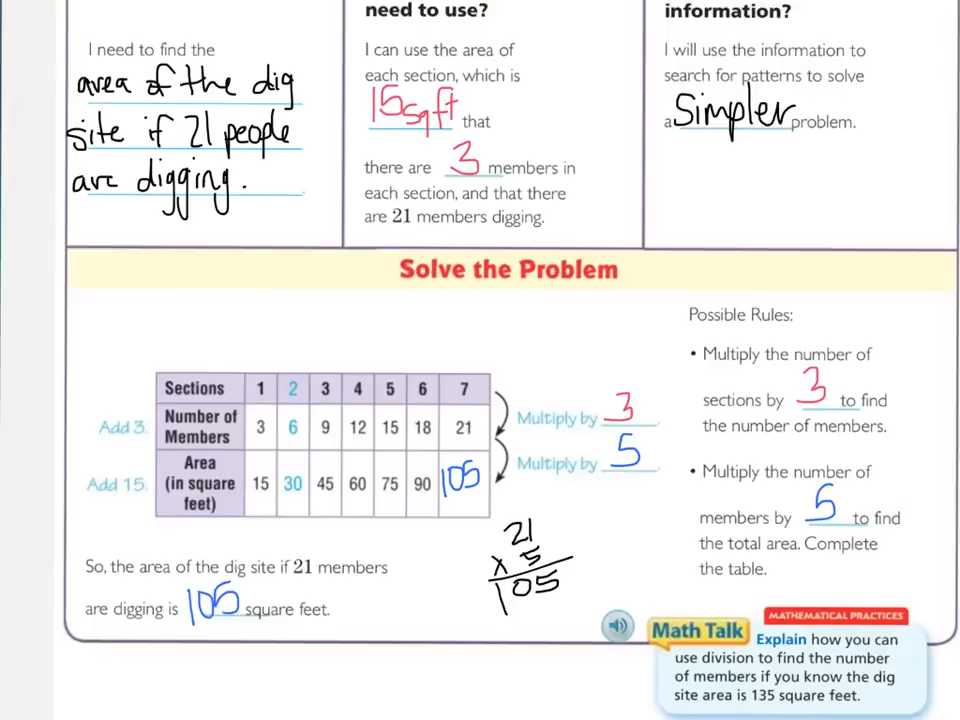 need to use?
information?
I need to find the
area of the dig
site if 21 people
are digging.
I can use the area of
each section, which is
15 sq ft that
there are 3 members in
each section, and that there
are 21 members digging.
I will use the information to
search for patterns to solve
a simpler problem.
Solve the Problem
Sections 1 2 3 4 5 6 7
Add 3. Number of Members 3 6 9 12 15 18 21
Add 15. Area (in square feet) 15 30 45 60 75 90 105
Multiply by 3.
Multiply by 5.
Possible Rules:
• Multiply the number of
sections by 3 to find
the number of members.
• Multiply the number of
members by 5 to find
the total area. Complete
the table.
So, the area of the dig site if 21 members
are digging is 105 square feet.
21
x 5
105
MATHEMATICAL PRACTICES
Math Talk Explain how you can
use division to find the number
of members if you know the dig
site area is 135 square feet.